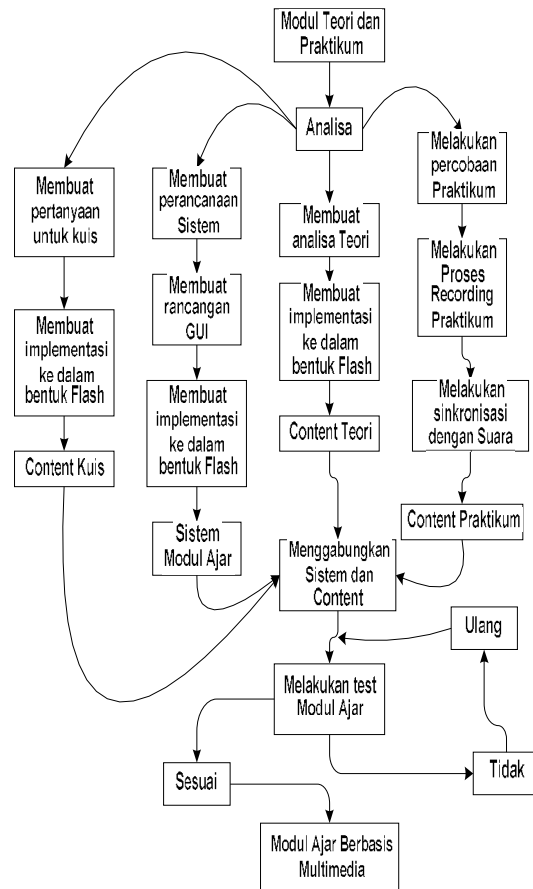 Modul Teori dan
Praktikum
Analisa
Membuat
pertanyaan
untuk kuis
Membuat
implementasi
ke dalam
bentuk Flash
Content Kuis
Membuat
perancanaan
Sistem
Membuat
rancangan
GUI
Membuat
implementasi
ke dalam
bentuk Flash
Sistem
Modul Ajar
Membuat
analisa Teori
Membuat
implementasi
ke dalam
bentuk Flash
Content Teori
Melakukan
percobaan
Praktikum
Melakukan
Proses
Recording
Praktikum
Melakukan
sinkronisasi
dengan Suara
Content Praktikum
Menggabungkan
Sistem dan
Content
Ulang
Melakukan test
Modul Ajar
Tidak
Sesuai
Modul Ajar Berbasis
Multimedia